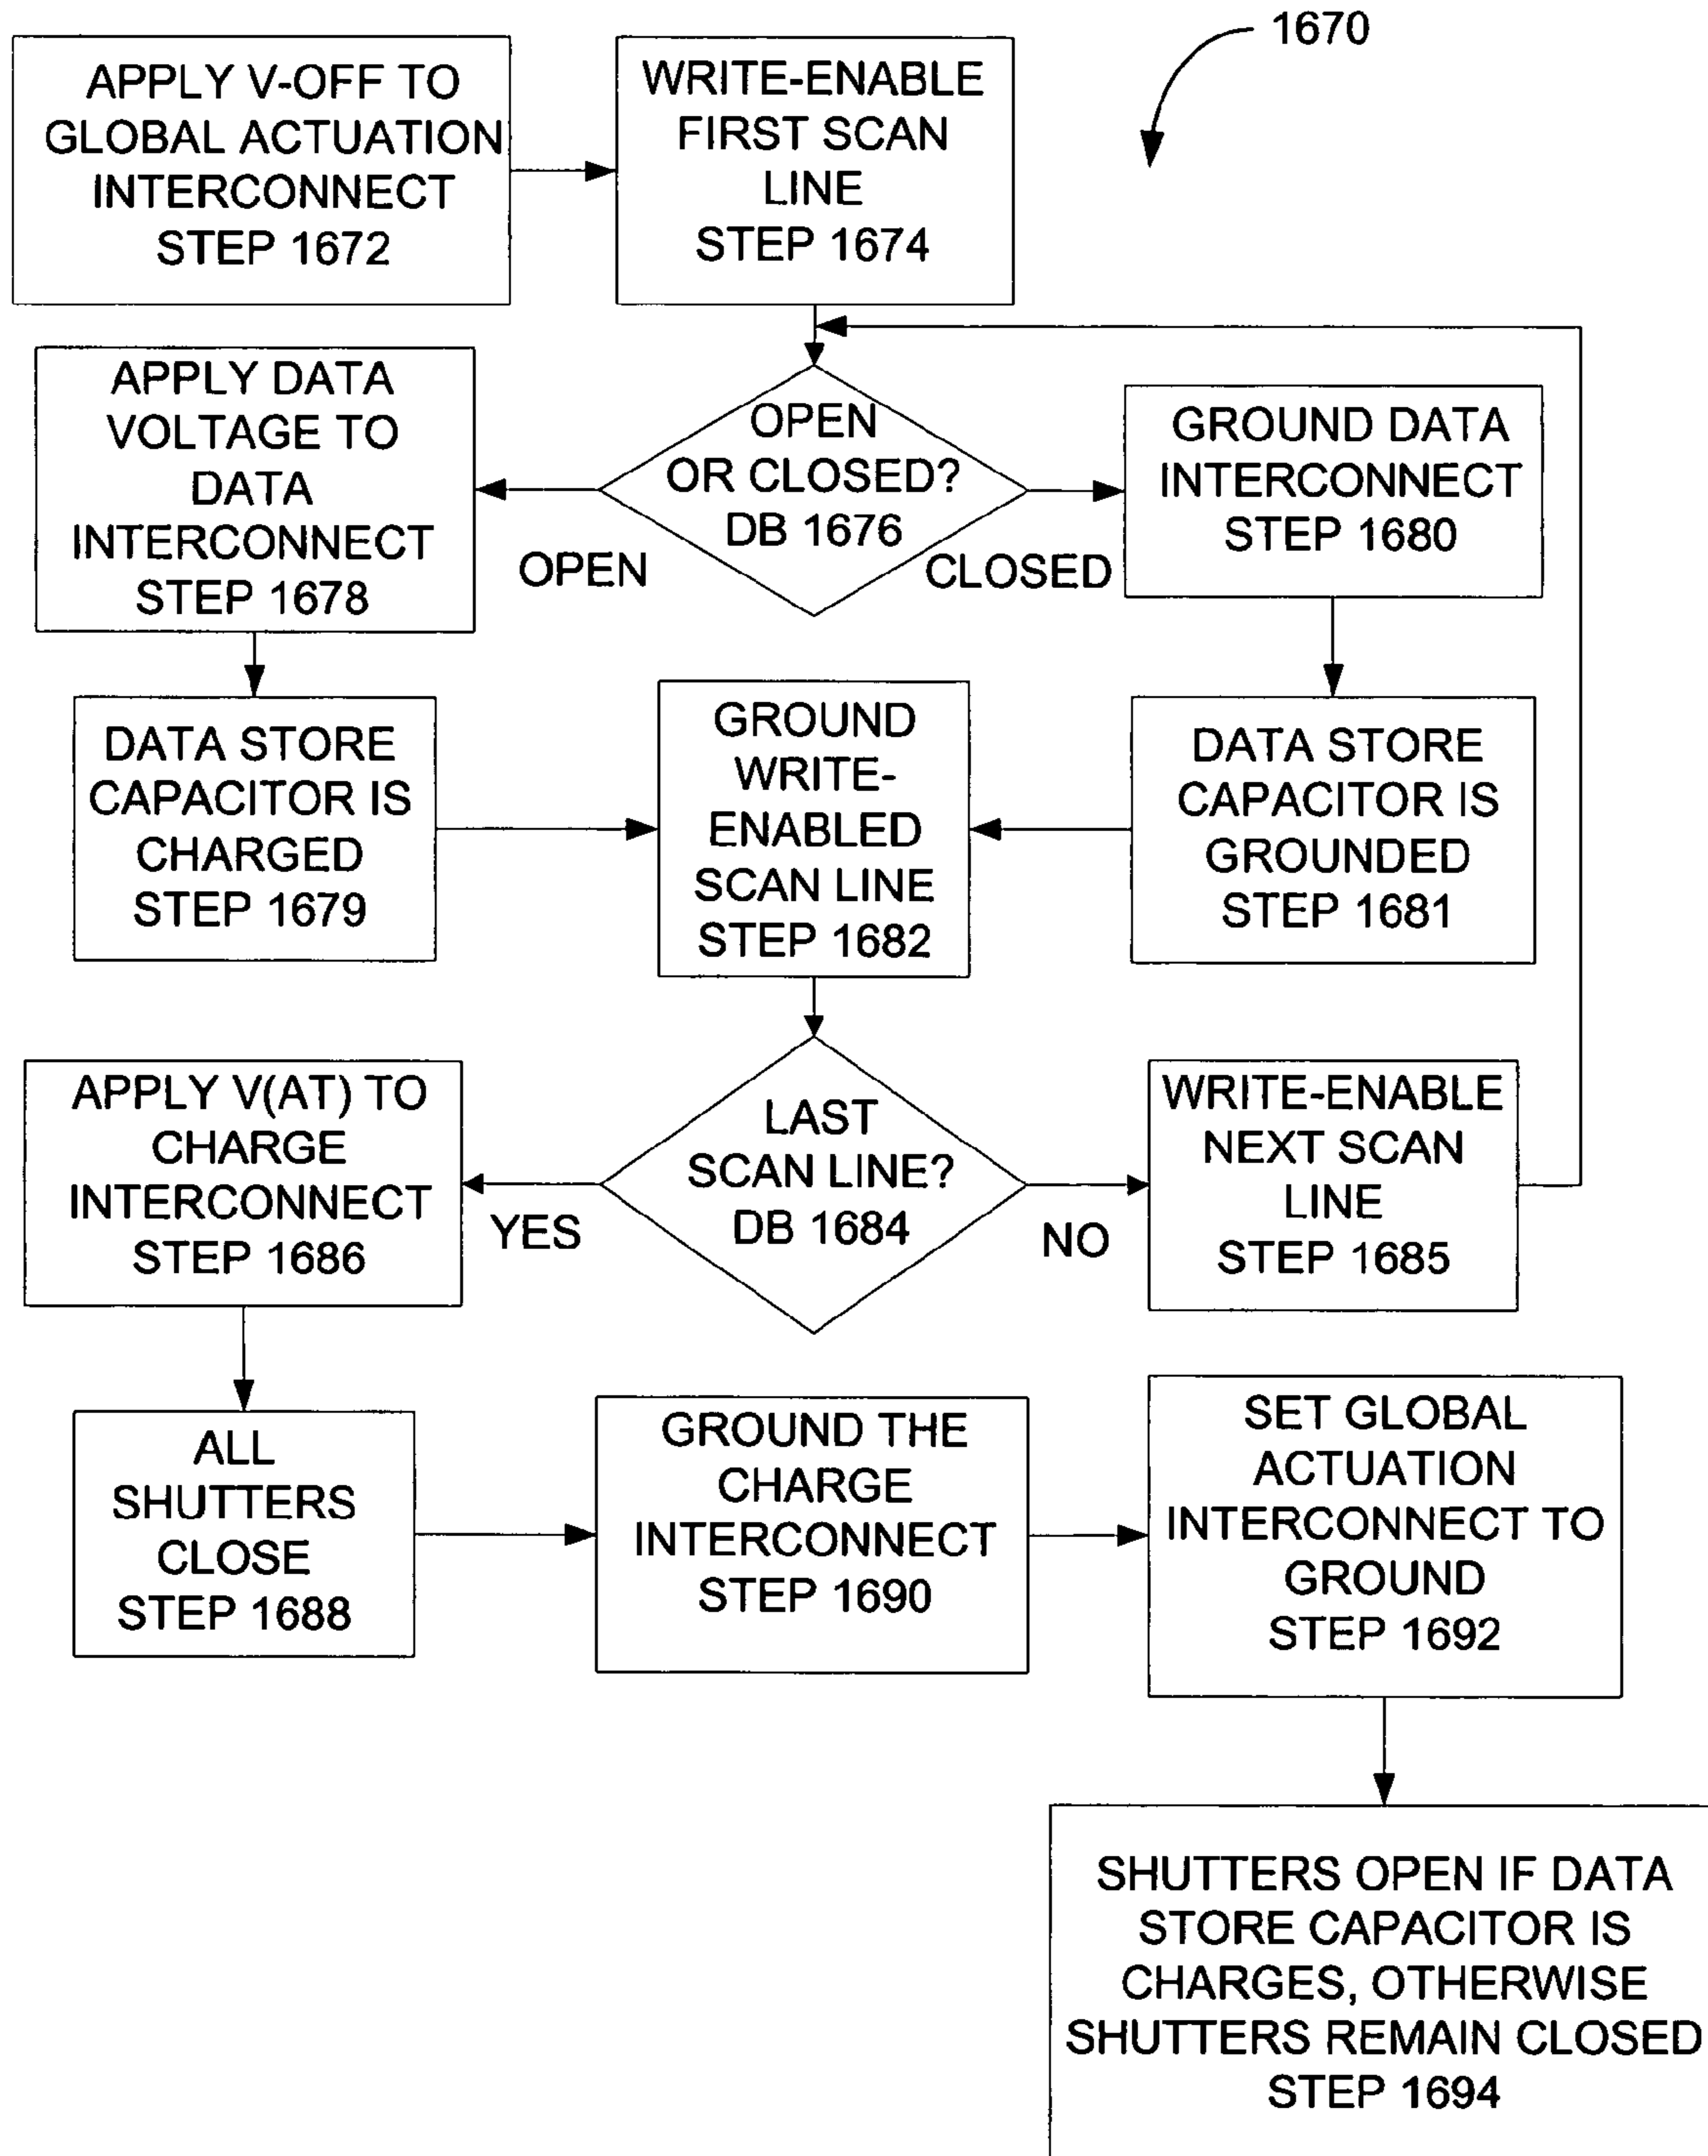 1670
APPLY V-OFF TO
GLOBAL ACTUATION
INTERCONNECT
STEP 1672
WRITE-ENABLE
FIRST SCAN
LINE
STEP 1674
APPLY DATA
VOLTAGE TO
DATA
INTERCONNECT
STEP 1678
OPEN
OR CLOSED?
DB 1676
OPEN
CLOSED
GROUND DATA
INTERCONNECT
STEP 1680
DATA STORE
CAPACITOR IS
CHARGED
STEP 1679
GROUND
WRITE-
ENABLED
SCAN LINE
STEP 1682
DATA STORE
CAPACITOR IS
GROUNDED
STEP 1681
APPLY V(AT) TO
CHARGE
INTERCONNECT
STEP 1686
LAST
SCAN LINE?
DB 1684
YES
NO
WRITE-ENABLE
NEXT SCAN
LINE
STEP 1685
ALL
SHUTTERS
CLOSE
STEP 1688
GROUND THE
CHARGE
INTERCONNECT
STEP 1690
SET GLOBAL
ACTUATION
INTERCONNECT TO
GROUND
STEP 1692
SHUTTERS OPEN IF DATA
STORE CAPACITOR IS
CHARGES, OTHERWISE
SHUTTERS REMAIN CLOSED
STEP 1694